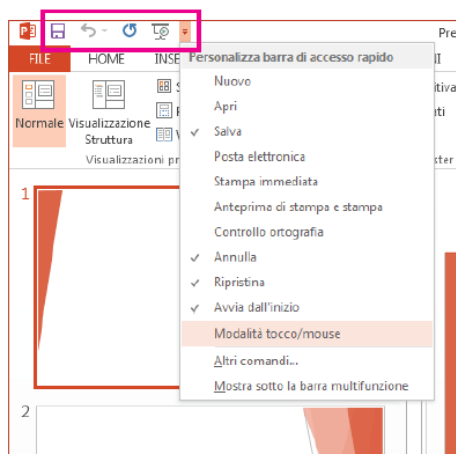 Pre
FILE
HOME
INSE
Personalizza barra di accesso rapido
Nuovo
Apri
Salva
Posta elettronica
Stampa immediata
Anteprima di stampa e stampa
Controllo ortografia
Annulla
Ripristina
Avvia dall'inizio
Modalità tocco/mouse
Altri comandi...
Mostra sotto la barra multifunzione
Normale
Visualizzazione
Struttura
Visualizzazioni pr
1
2